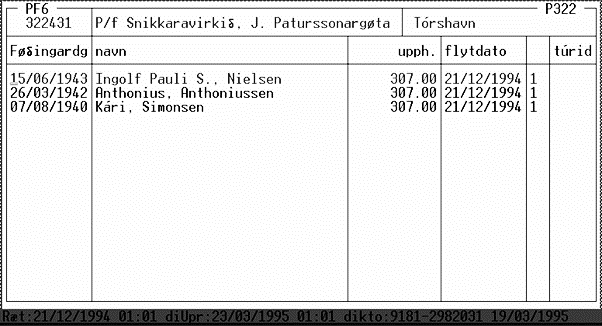 PF6 P322
322431 P/f Snikkaravirkið, J. Paturssonargøta Tórshavn
Føðingardg navn upph. flytdato túrid
15/06/1943 Ingolf Pauli S., Nielsen 307.00 21/12/1994 1
26/03/1942 Anthonius, Anthoniussen 307.00 21/12/1994 1
07/08/1940 Kári, Simonsen 307.00 21/12/1994 1
Ret:21/12/1994 01:01 diUpr:23/03/1995 01:01 dikto:9181-2982031 19/03/1995